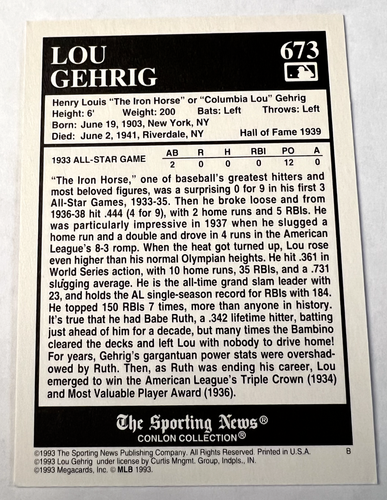 LOU
GEHRIG
673
Henry Louis "The Iron Horse" or "Columbia Lou" Gehrig
Height: 6' Weight: 200 Bats: Left Throws: Left
Born: June 19, 1903, New York, NY
Died: June 2, 1941, Riverdale, NY Hall of Fame 1939
AB R H RBI PO A
1933 ALL-STAR GAME 2 0 0 0 12 0
"The Iron Horse," one of baseball's greatest hitters and
most beloved figures, was a surprising 0 for 9 in his first 3
All-Star Games, 1933-35. Then he broke loose and from
1936-38 hit .444 (4 for 9), with 2 home runs and 5 RBIs. He
was particularly impressive in 1937 when he slugged a
home run and a double and drove in 4 runs in the American
League's 8-3 romp. When the heat got turned up, Lou rose
even higher than his normal Olympian heights. He hit .361 in
World Series action, with 10 home runs, 35 RBIs, and a .731
slugging average. He is the all-time grand slam leader with
23, and holds the AL single-season record for RBIs with 184.
He topped 150 RBIs 7 times, more than anyone in history.
It's true that he had Babe Ruth, a .342 lifetime hitter, batting
just ahead of him for a decade, but many times the Bambino
cleared the decks and left Lou with nobody to drive home!
For years, Gehrig's gargantuan power stats were overshad-
owed by Ruth. Then, as Ruth was ending his career, Lou
emerged to win the American League's Triple Crown (1934)
and Most Valuable Player Award (1936).
The Sporting News®
CONLON COLLECTION®
©1993 The Sporting News Publishing Company. All Rights Reserved. Printed in U.S.A. B
©1993 Lou Gehrig under license by Curtis Mngmt. Group, Indpls., IN.
©1993 Megacards, Inc. © MLB 1993.